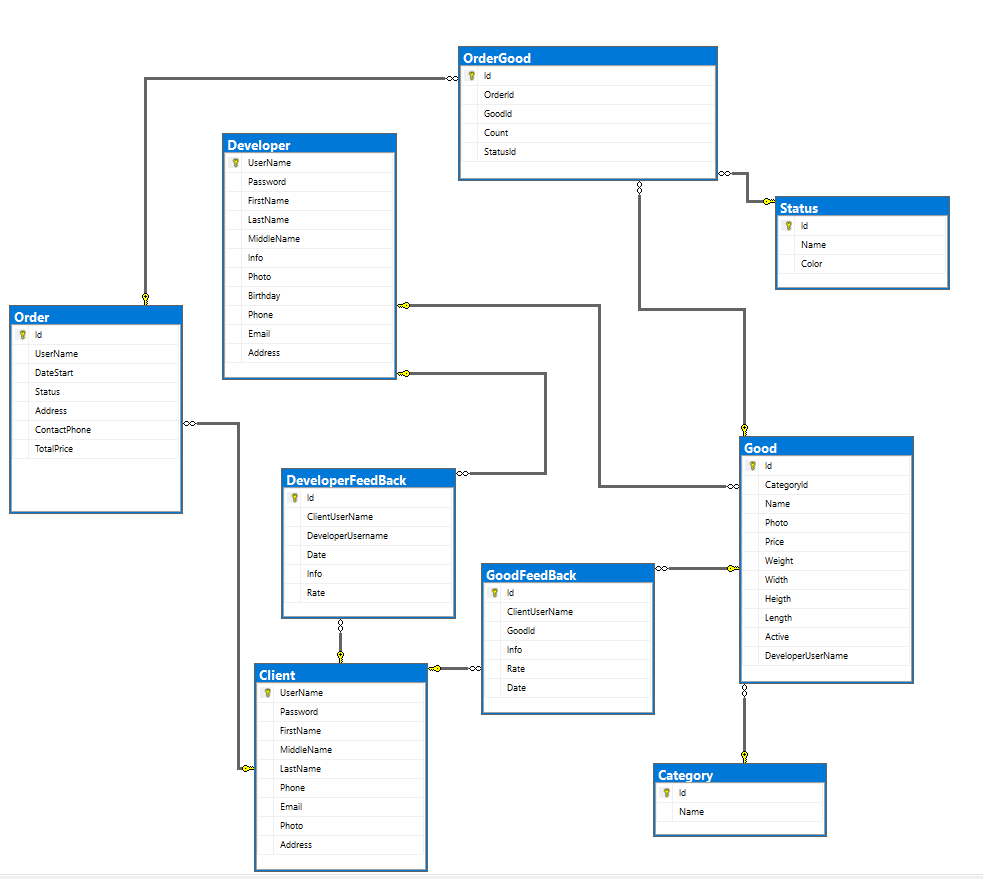 OrderGood
Id
OrderId
GoodId
Count
StatusId
Developer
UserName
Password
FirstName
LastName
MiddleName
Info
Photo
Birthday
Phone
Email
Address
Status
Id
Name
Color
Order
Id
UserName
DateStart
Status
Address
ContactPhone
TotalPrice
Good
Id
CategoryId
Name
Photo
Price
Weight
Width
Heigth
Length
Active
DeveloperUserName
DeveloperFeedBack
Id
ClientUserName
DeveloperUsername
Date
Info
Rate
GoodFeedBack
Id
ClientUserName
GoodId
Info
Rate
Date
Client
UserName
Password
FirstName
MiddleName
LastName
Phone
Email
Photo
Address
Category
Id
Name